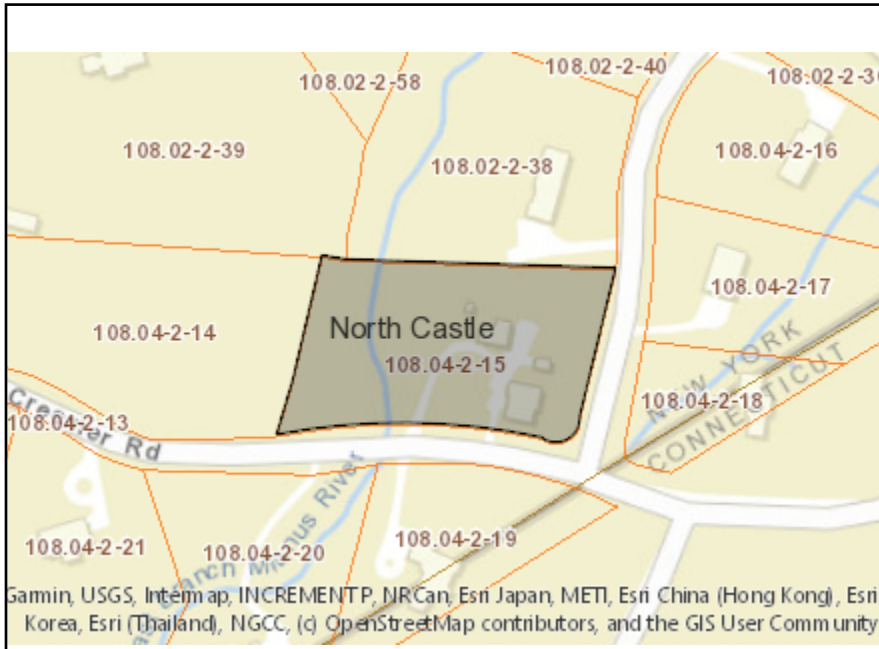 108.02-2-40
108.02-2-58
108.02-2-39
108.02-2-38
108.04-2-16
108.04-2-17
North Castle
108.04-2-14
108.04-2-15
NEW YORK
CONNECTICUT
108.04-2-18
108.04-2-13
Rd
108.04-2-21
108.04-2-20
108.04-2-19
Mianus River
Branch
Garmin, USGS, Intermap, INCREMENT P, NRCan, Esri Japan, METI, Esri China (Hong Kong), Esri
Korea, Esri (Thailand), NGCC, (c) OpenStreetMap contributors, and the GIS User Community